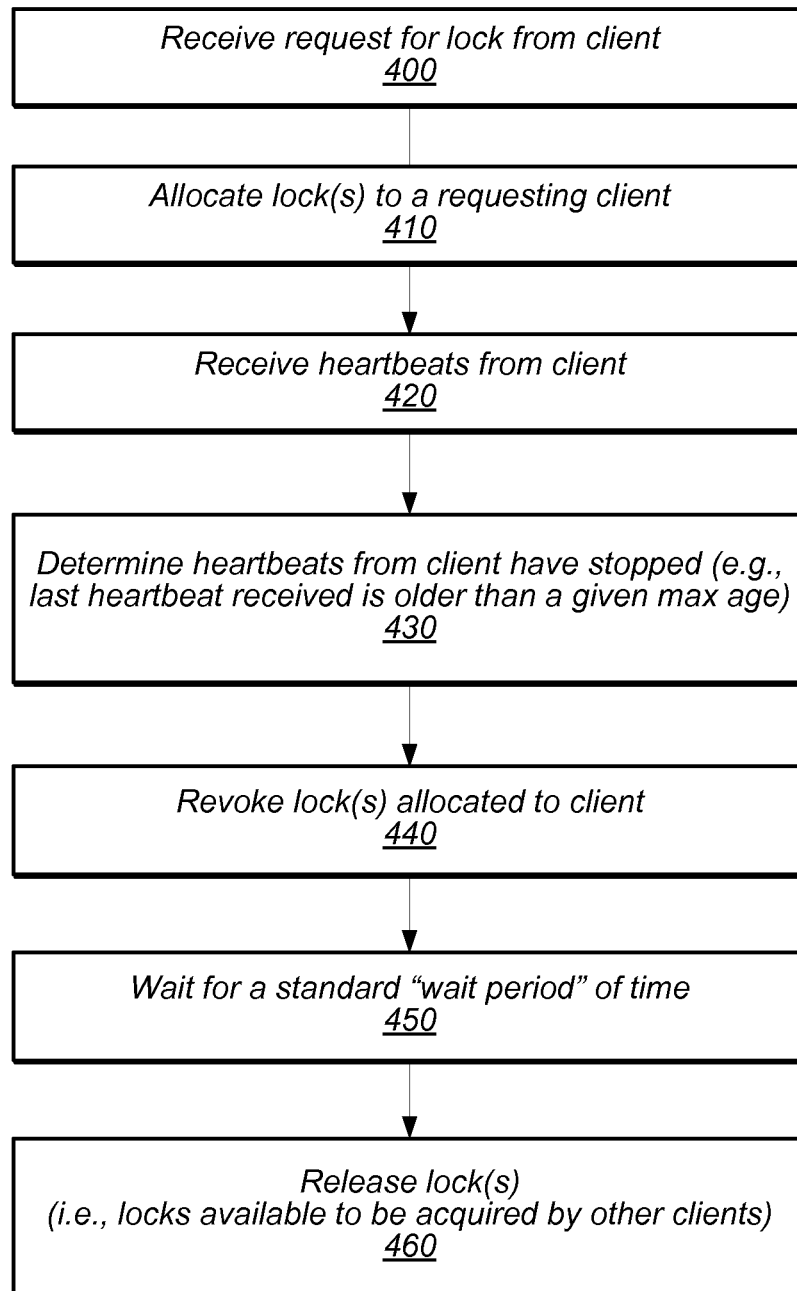 Receive request for lock from client
400
Allocate lock(s) to a requesting client
410
Receive heartbeats from client
420
Determine heartbeats from client have stopped (e.g.,
last heartbeat received is older than a given max age)
430
Revoke lock(s) allocated to client
440
Wait for a standard “wait period” of time
450
Release lock(s)
(i.e., locks available to be acquired by other clients)
460